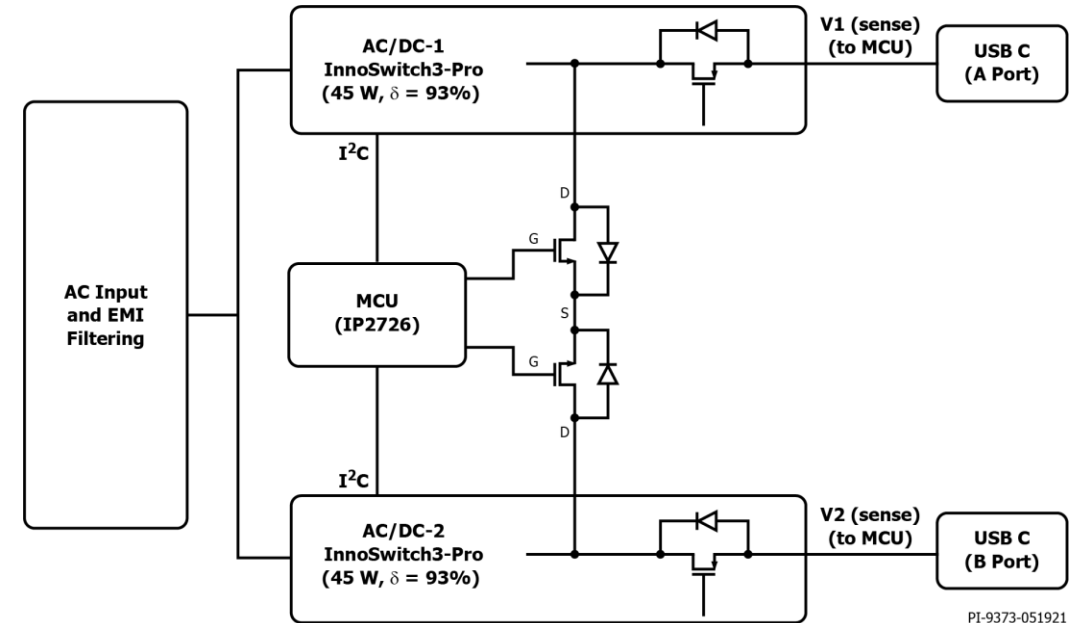 AC Input
and EMI
Filtering
AC/DC-1
InnoSwitch3-Pro
(45 W, δ = 93%)
V1 (sense)
(to MCU)
USB C
(A Port)
I²C
D
G
S
G
D
MCU
(IP2726)
I²C
AC/DC-2
InnoSwitch3-Pro
(45 W, δ = 93%)
V2 (sense)
(to MCU)
USB C
(B Port)
PI-9373-051921